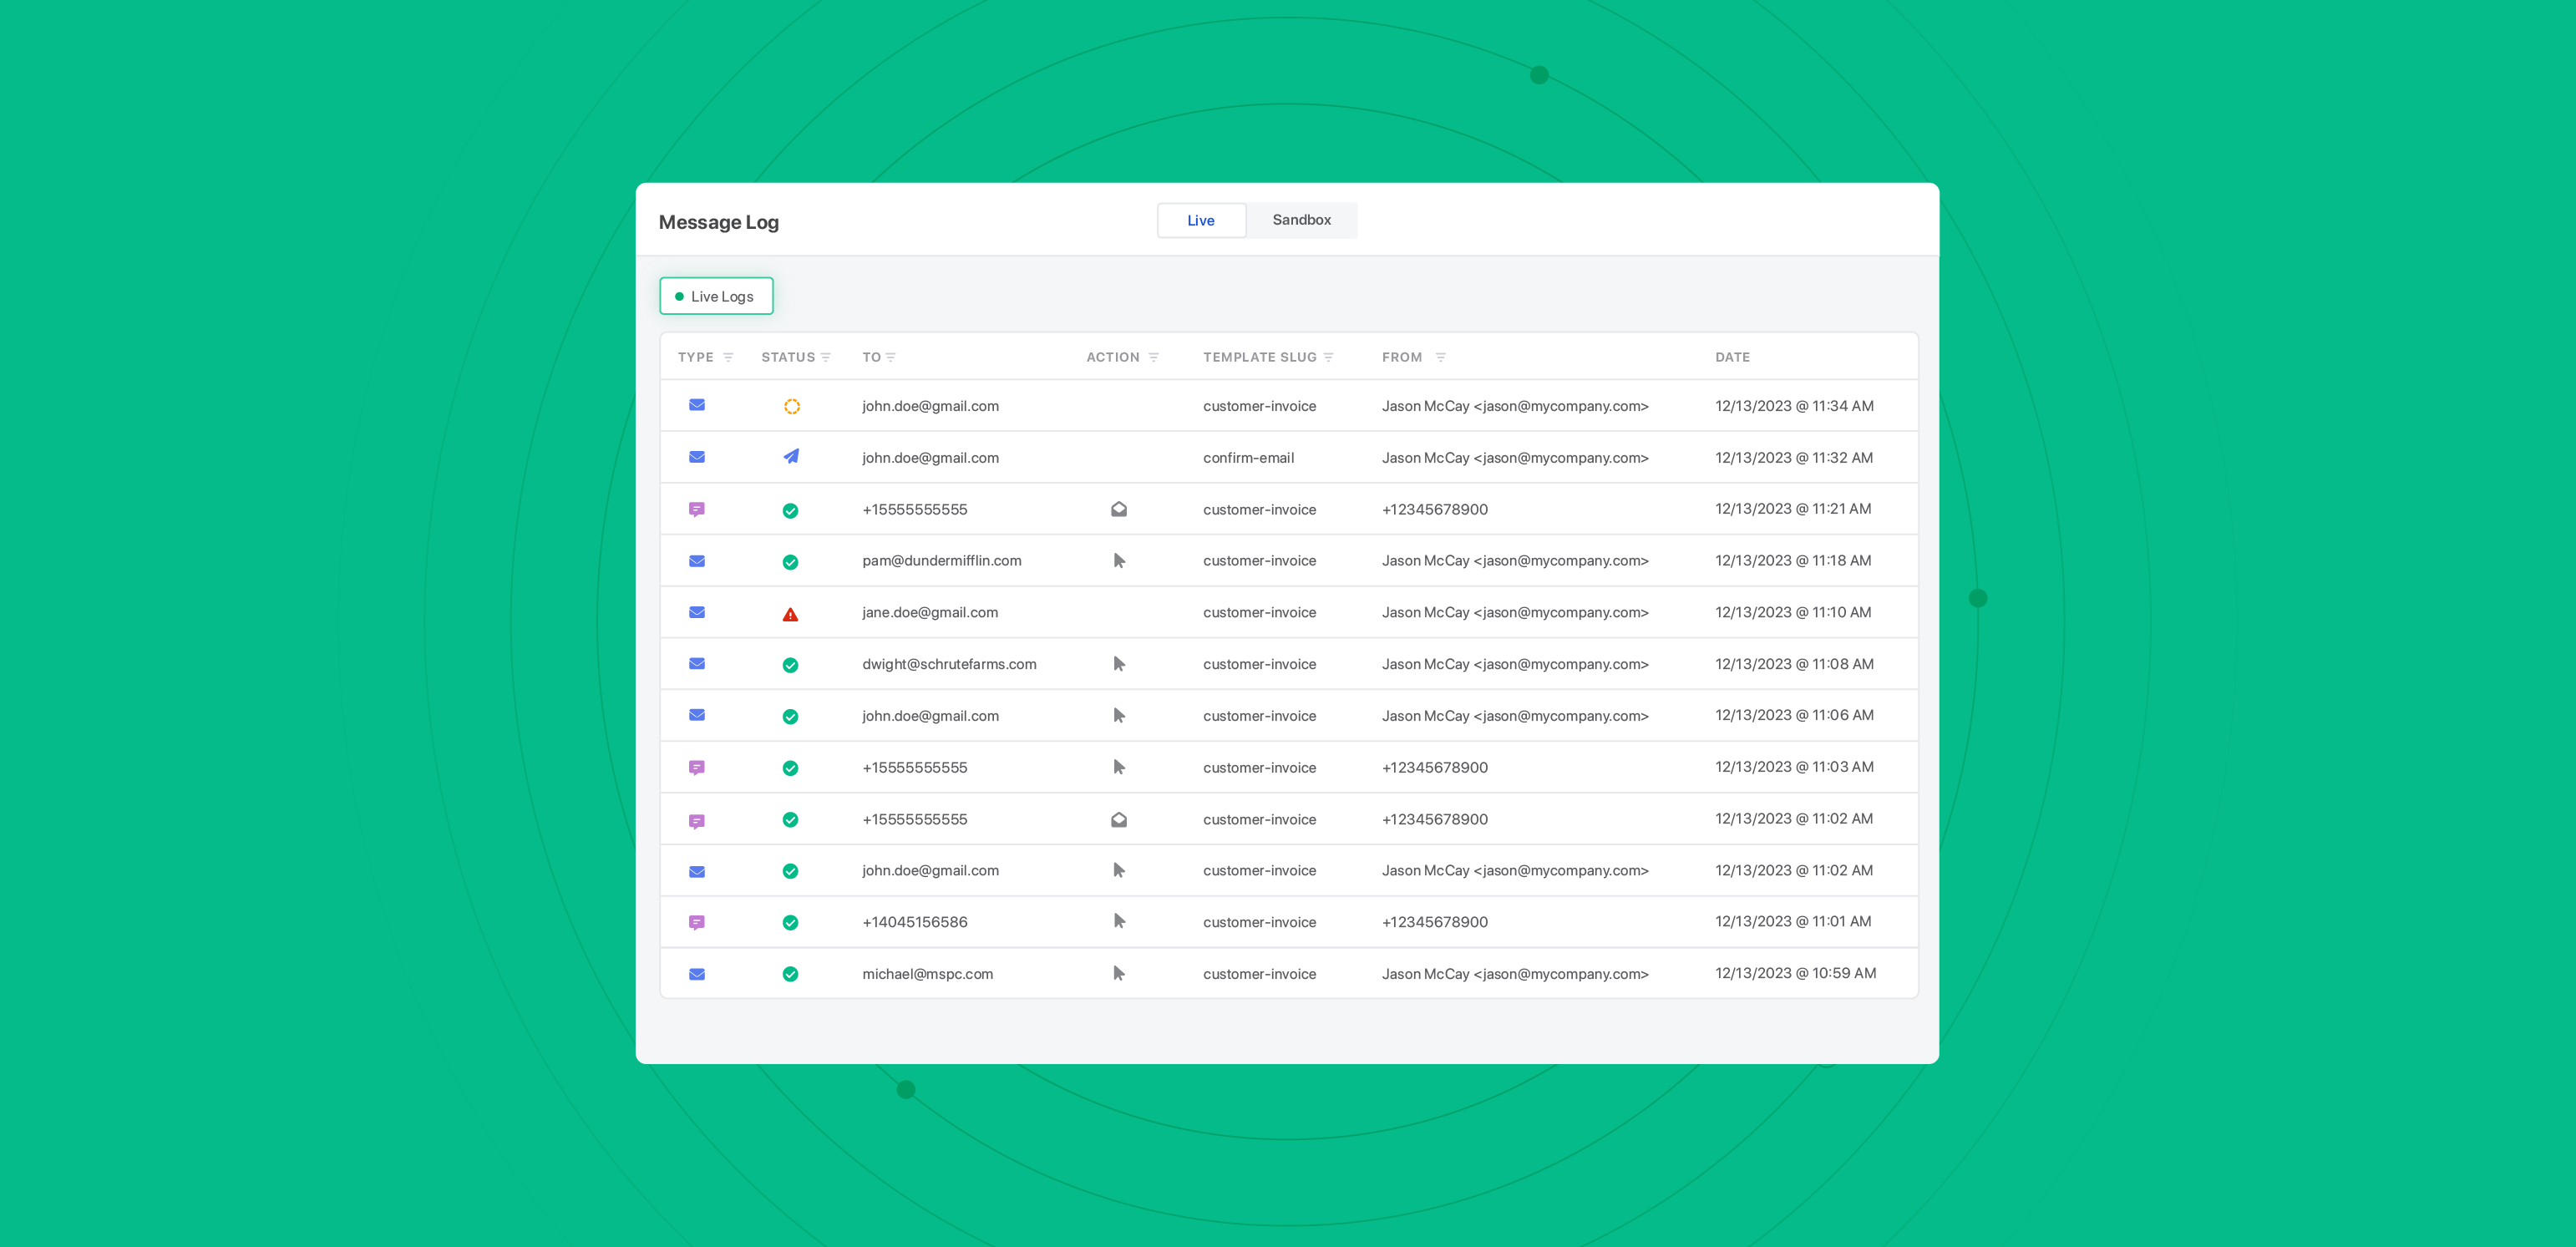 Message Log
Live Sandbox
Live Logs
TYPE STATUS TO ACTION TEMPLATE SLUG FROM DATE
john.doe@gmail.com customer-invoice Jason McCay <jason@mycompany.com> 12/13/2023 @ 11:34 AM
john.doe@gmail.com confirm-email Jason McCay <jason@mycompany.com> 12/13/2023 @ 11:32 AM
+15555555555 customer-invoice +12345678900 12/13/2023 @ 11:21 AM
pam@dundermifflin.com customer-invoice Jason McCay <jason@mycompany.com> 12/13/2023 @ 11:18 AM
jane.doe@gmail.com customer-invoice Jason McCay <jason@mycompany.com> 12/13/2023 @ 11:10 AM
dwight@schrutefarms.com customer-invoice Jason McCay <jason@mycompany.com> 12/13/2023 @ 11:08 AM
john.doe@gmail.com customer-invoice Jason McCay <jason@mycompany.com> 12/13/2023 @ 11:06 AM
+15555555555 customer-invoice +12345678900 12/13/2023 @ 11:03 AM
+15555555555 customer-invoice +12345678900 12/13/2023 @ 11:02 AM
john.doe@gmail.com customer-invoice Jason McCay <jason@mycompany.com> 12/13/2023 @ 11:02 AM
+14045156586 customer-invoice +12345678900 12/13/2023 @ 11:01 AM
michael@mspc.com customer-invoice Jason McCay <jason@mycompany.com> 12/13/2023 @ 10:59 AM